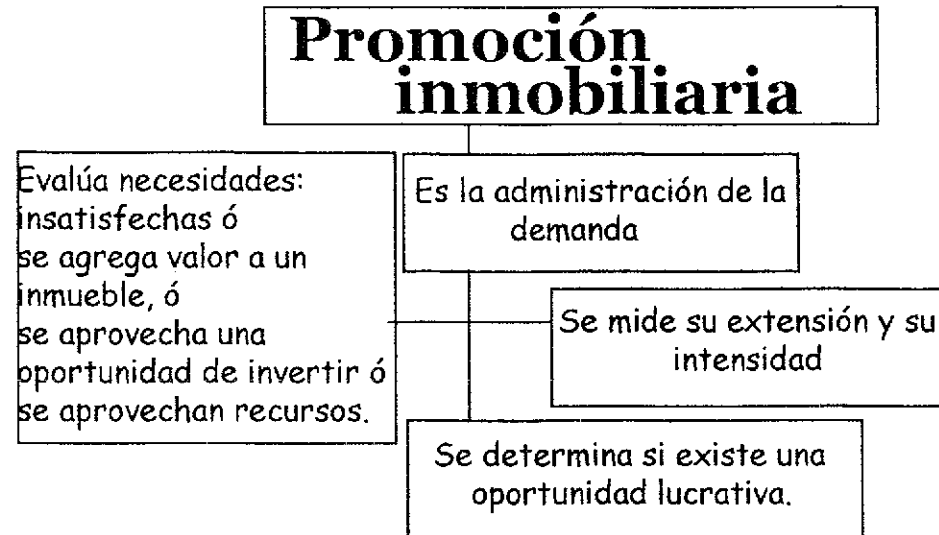 Promoción
inmobiliaria
Evalúa necesidades:
insatisfechas ó
se agrega valor a un
inmueble, ó
se aprovecha una
oportunidad de invertir ó
se aprovechan recursos.
Es la administración de la
demanda
Se mide su extensión y su
intensidad
Se determina si existe una
oportunidad lucrativa.